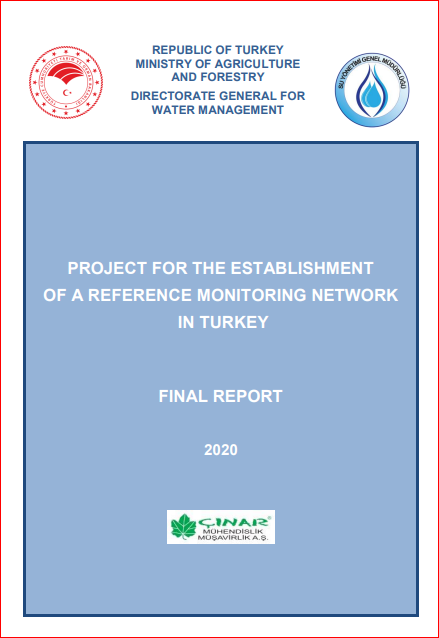 REPUBLIC OF TURKEY
MINISTRY OF AGRICULTURE
AND FORESTRY
DIRECTORATE GENERAL FOR
WATER MANAGEMENT
SU YÖNETİMİ GENEL MÜDÜRLÜĞÜ
PROJECT FOR THE ESTABLISHMENT
OF A REFERENCE MONITORING NETWORK
IN TURKEY
FINAL REPORT
2020
ÇINAR®
MÜHENDİSLİK
MÜŞAVİRLİK A.Ş.